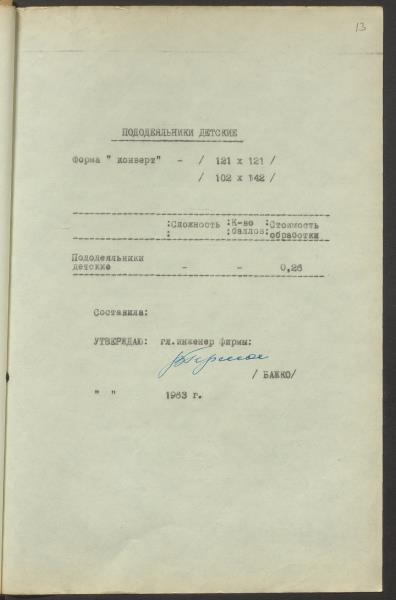 13
ПОДОДЕЯЛЬНИКИ ДЕТСКИЕ
Форма " конверт" - / 121 x 121 /
/ 102 x 142 /
:Сложность :К-во :Стоимость
: :баллов: обработки
Пододеяльники
детские - - 0,26
Составила:
УТВЕРЖДАЮ: гл.инженер фирмы:
/ БАЖКО/
" " 1963 г.